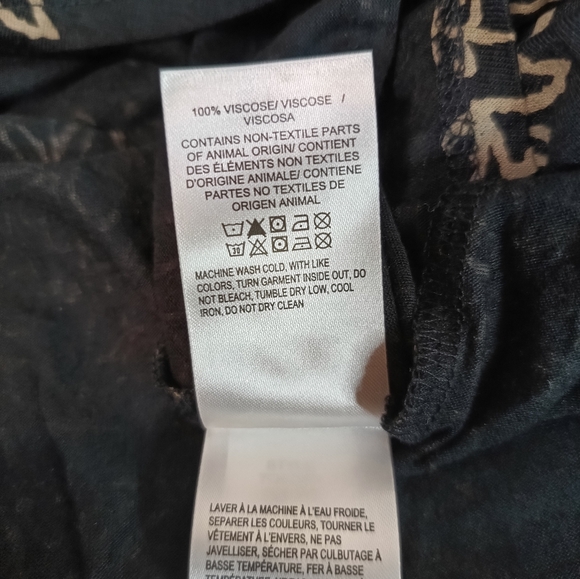 100% VISCOSE/ VISCOSE /
VISCOSA
CONTAINS NON-TEXTILE PARTS
OF ANIMAL ORIGIN/ CONTIENT
DES ÉLÉMENTS NON TEXTILES
D'ORIGINE ANIMALE/ CONTIENE
PARTES NO TEXTILES DE
ORIGEN ANIMAL
30
MACHINE WASH COLD, WITH LIKE
COLORS, TURN GARMENT INSIDE OUT, DO
NOT BLEACH, TUMBLE DRY LOW, COOL
IRON, DO NOT DRY CLEAN
LAVER À LA MACHINE À L'EAU FROIDE,
SEPARER LES COULEURS, TOURNER LE
VÊTEMENT À L'ENVERS, NE PAS
JAVELLISER, SÉCHER PAR CULBUTAGE À
BASSE TEMPÉRATURE, FER À BASSE